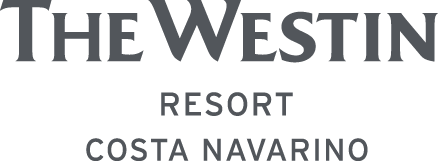 THE WESTIN
RESORT
COSTA NAVARINO